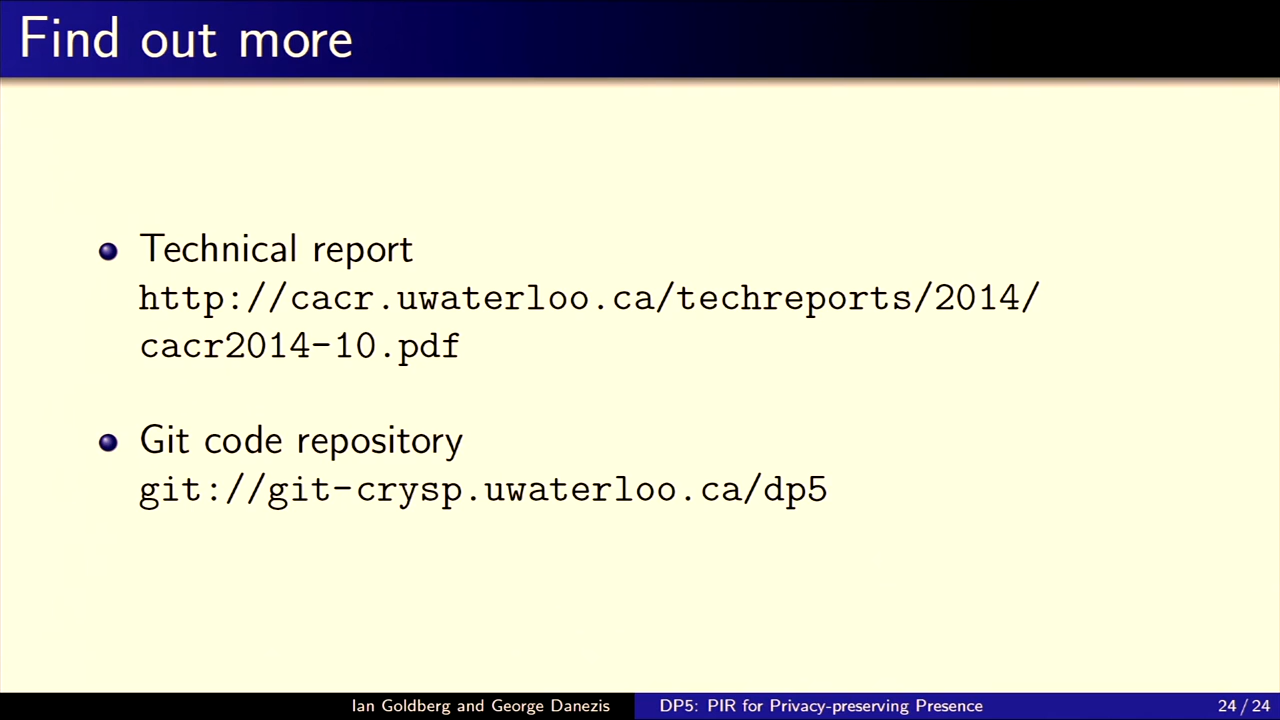 Find out more
Technical report
http://cacr.uwaterloo.ca/techreports/2014/
cacr2014-10.pdf
Git code repository
git://git-crysp.uwaterloo.ca/dp5
Ian Goldberg and George Danezis
DP5: PIR for Privacy-preserving Presence
24 / 24